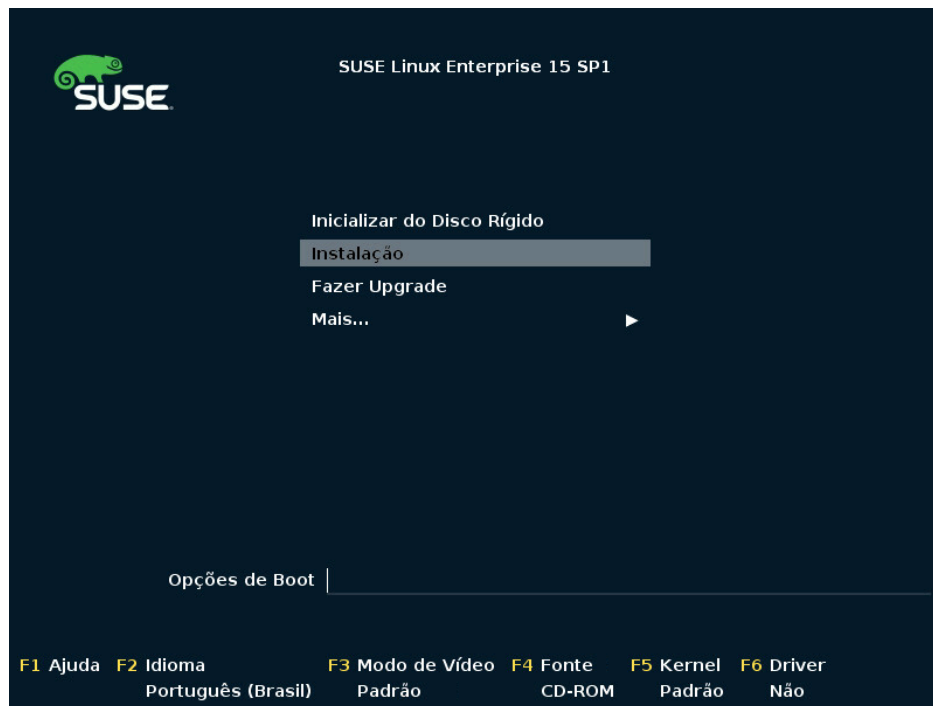 SUSE Linux Enterprise 15 SP1
SUSE.
Inicializar do Disco Rígido
Instalação
Fazer Upgrade
Mais...
Opções de Boot
F1 Ajuda F2 Idioma F3 Modo de Vídeo F4 Fonte F5 Kernel F6 Driver
Português (Brasil) Padrão CD-ROM Padrão Não